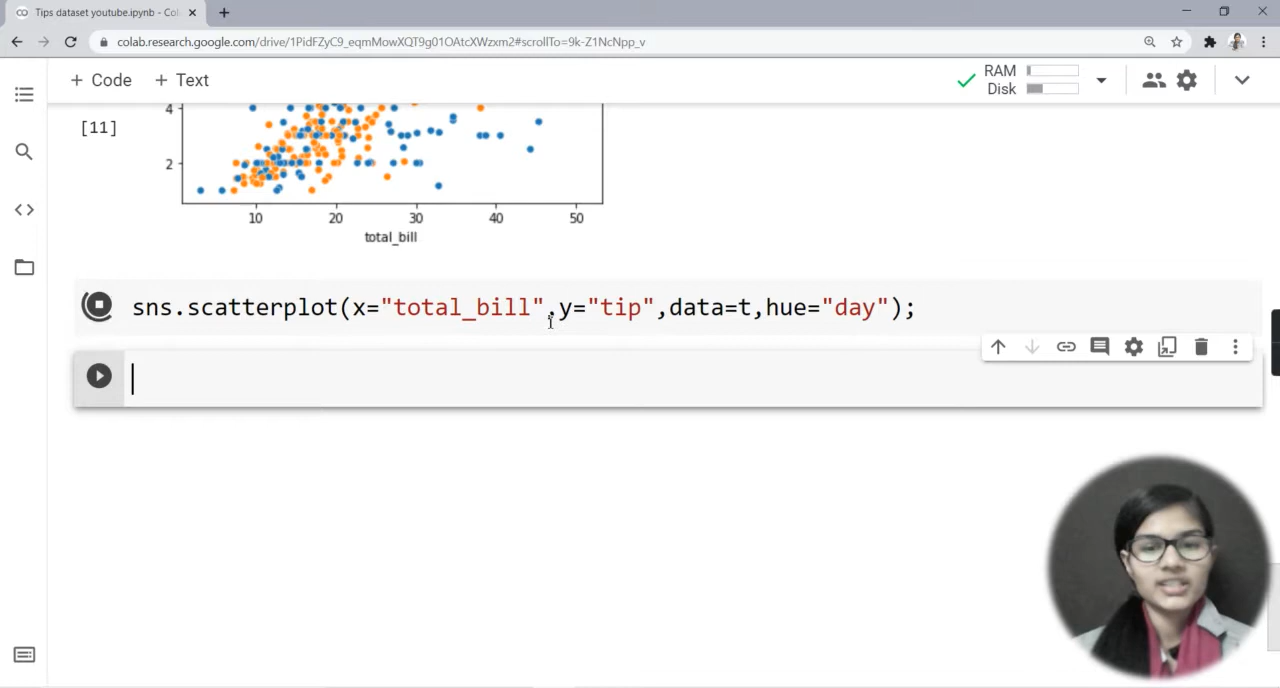 Tips dataset youtube.ipynb - Col
colab.research.google.com/drive/1PidFZyC9_eqmMowXQT9g01OAtcXWzxm2#scrollTo=9k-Z1NcNpp_v
+ Code + Text
RAM
Disk
[11]
4
2
10 20 30 40 50
total_bill
sns.scatterplot(x="total_bill",y="tip",data=t,hue="day");